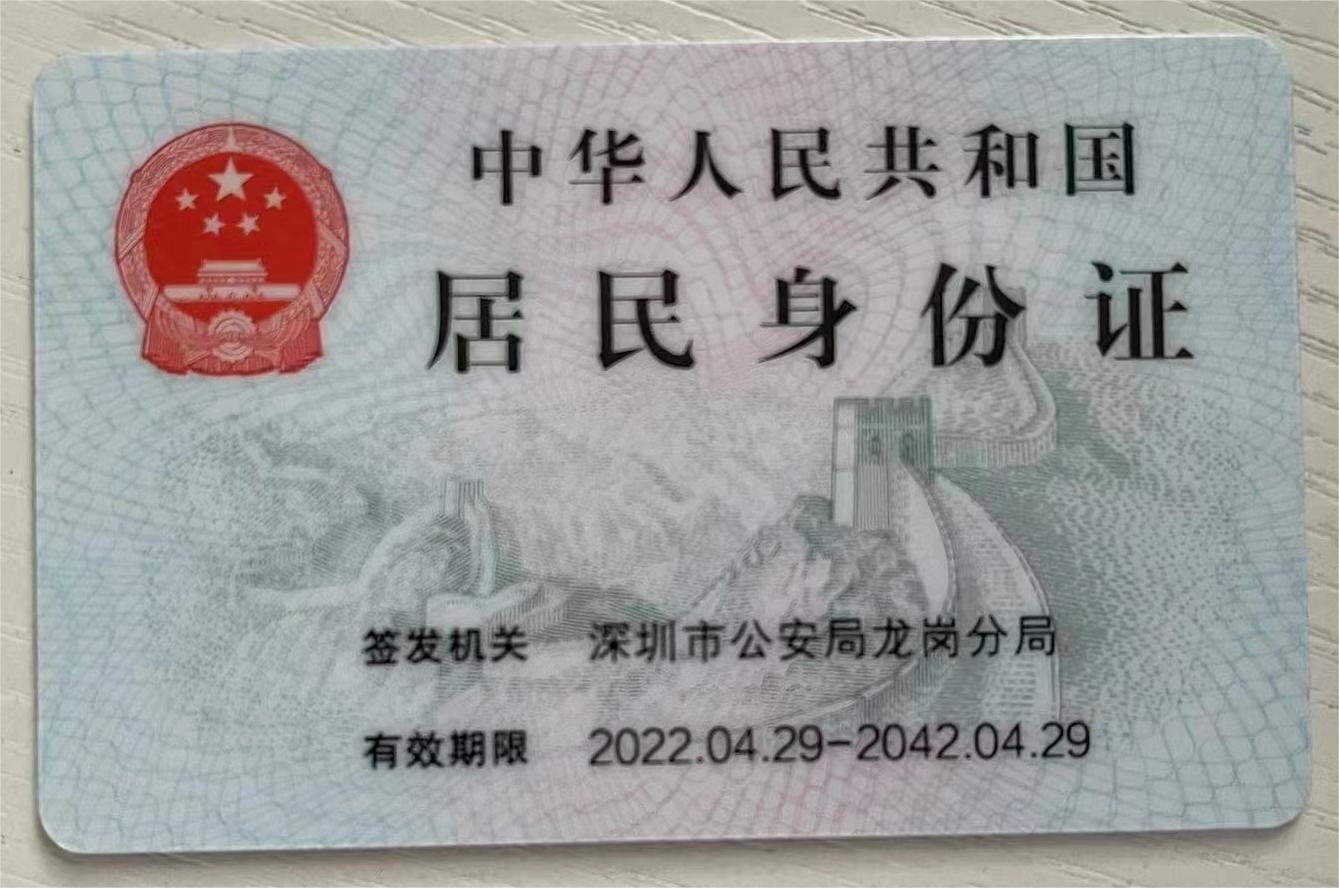 中华人民共和国
居民身份证
签发机关 深圳市公安局龙岗分局
有效期限 2022.04.29-2042.04.29